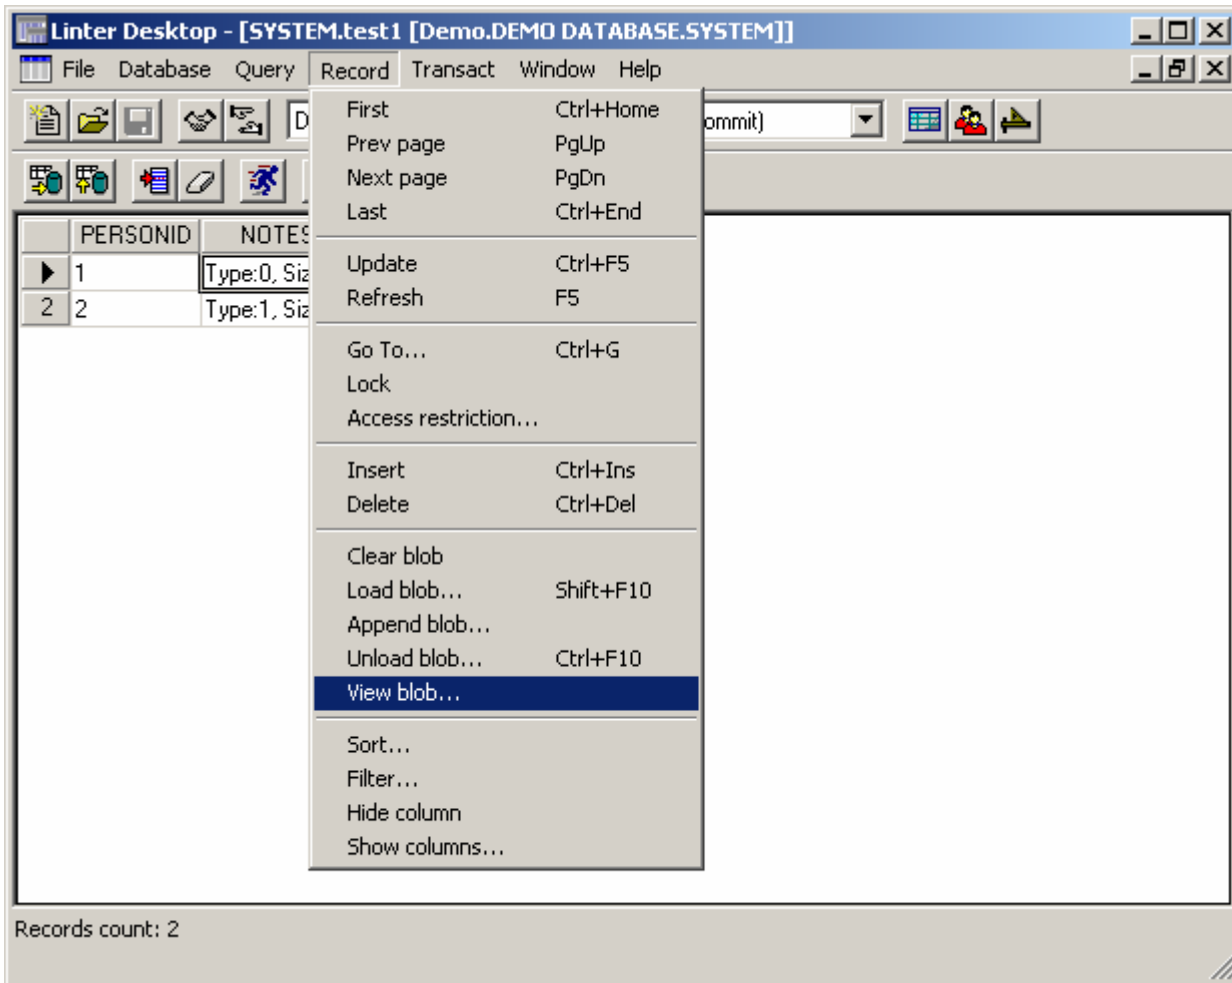 Linter Desktop - [SYSTEM.test1 [Demo.DEMO DATABASE.SYSTEM]]
File Database Query Record Transact Window Help
D ommit)
First Ctrl+Home
Prev page PgUp
Next page PgDn
Last Ctrl+End
Update Ctrl+F5
Refresh F5
Go To... Ctrl+G
Lock
Access restriction...
Insert Ctrl+Ins
Delete Ctrl+Del
Clear blob
Load blob... Shift+F10
Append blob...
Unload blob... Ctrl+F10
View blob...
Sort...
Filter...
Hide column
Show columns...
PERSONID NOTES
1 Type:0, Siz
2 2 Type:1, Siz
Records count: 2